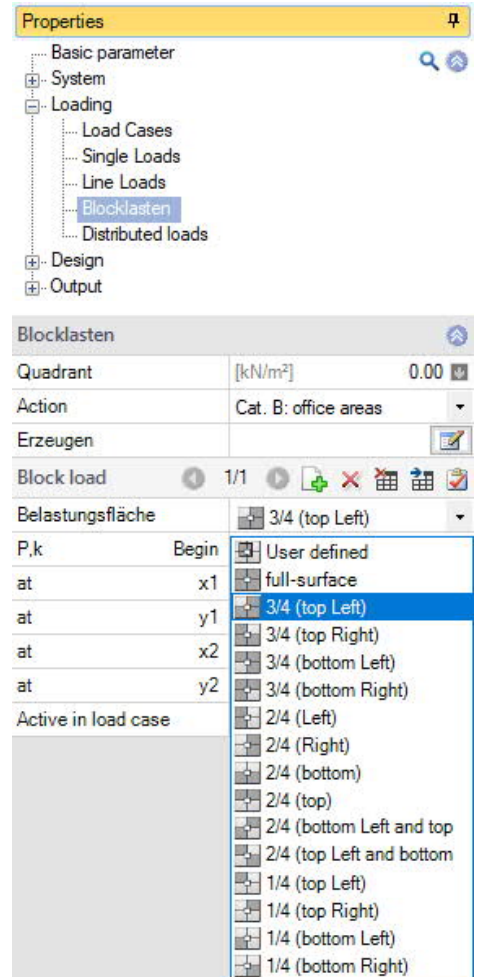 Properties
Basic parameter
System
Loading
Load Cases
Single Loads
Line Loads
Blocklasten
Distributed loads
Design
Output
Blocklasten
Quadrant [kN/m²] 0.00
Action Cat. B: office areas
Erzeugen
Block load 1/1
Belastungsfläche 3/4 (top Left)
P,k Begin
at x1
at y1
at x2
at y2
Active in load case
User defined
full-surface
3/4 (top Left)
3/4 (top Right)
3/4 (bottom Left)
3/4 (bottom Right)
2/4 (Left)
2/4 (Right)
2/4 (bottom)
2/4 (top)
2/4 (bottom Left and top
2/4 (top Left and bottom
1/4 (top Left)
1/4 (top Right)
1/4 (bottom Left)
1/4 (bottom Right)